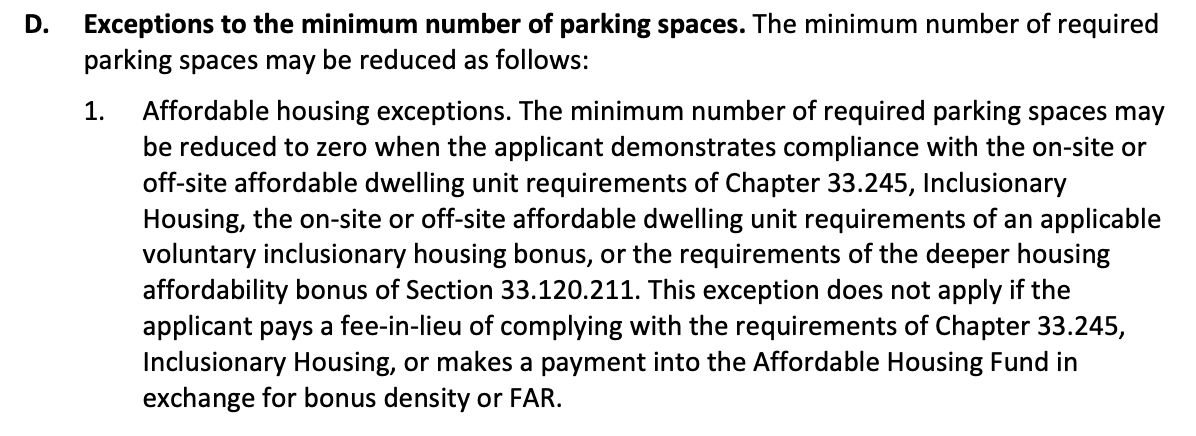 D. Exceptions to the minimum number of parking spaces. The minimum number of required
parking spaces may be reduced as follows:
1. Affordable housing exceptions. The minimum number of required parking spaces may
be reduced to zero when the applicant demonstrates compliance with the on-site or
off-site affordable dwelling unit requirements of Chapter 33.245, Inclusionary
Housing, the on-site or off-site affordable dwelling unit requirements of an applicable
voluntary inclusionary housing bonus, or the requirements of the deeper housing
affordability bonus of Section 33.120.211. This exception does not apply if the
applicant pays a fee-in-lieu of complying with the requirements of Chapter 33.245,
Inclusionary Housing, or makes a payment into the Affordable Housing Fund in
exchange for bonus density or FAR.